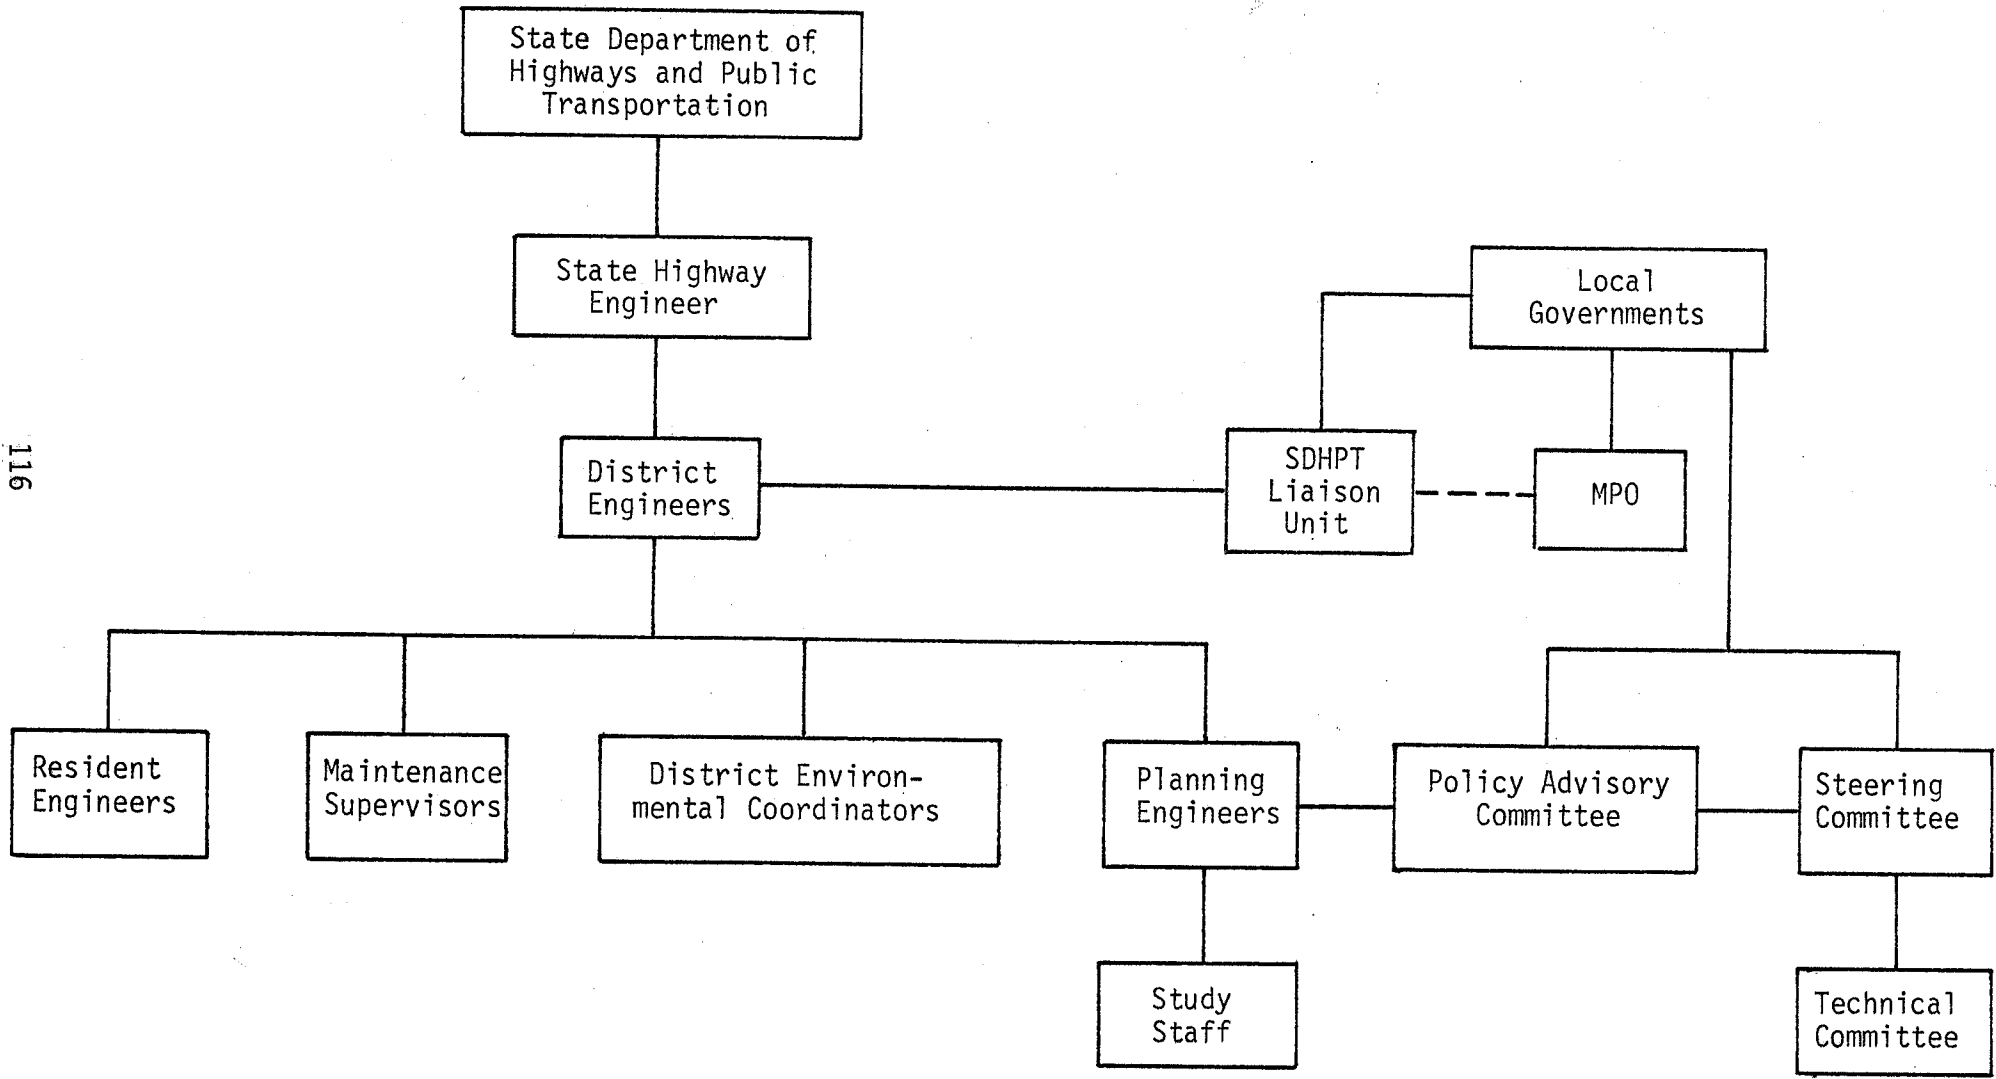 State Department of
Highways and Public
Transportation
State Highway
Engineer
Local
Governments
District
Engineers
SDHPT
Liaison
Unit
MPO
116
Resident
Engineers
Maintenance
Supervisors
District Environ-
mental Coordinators
Planning
Engineers
Policy Advisory
Committee
Steering
Committee
Study
Staff
Technical
Committee